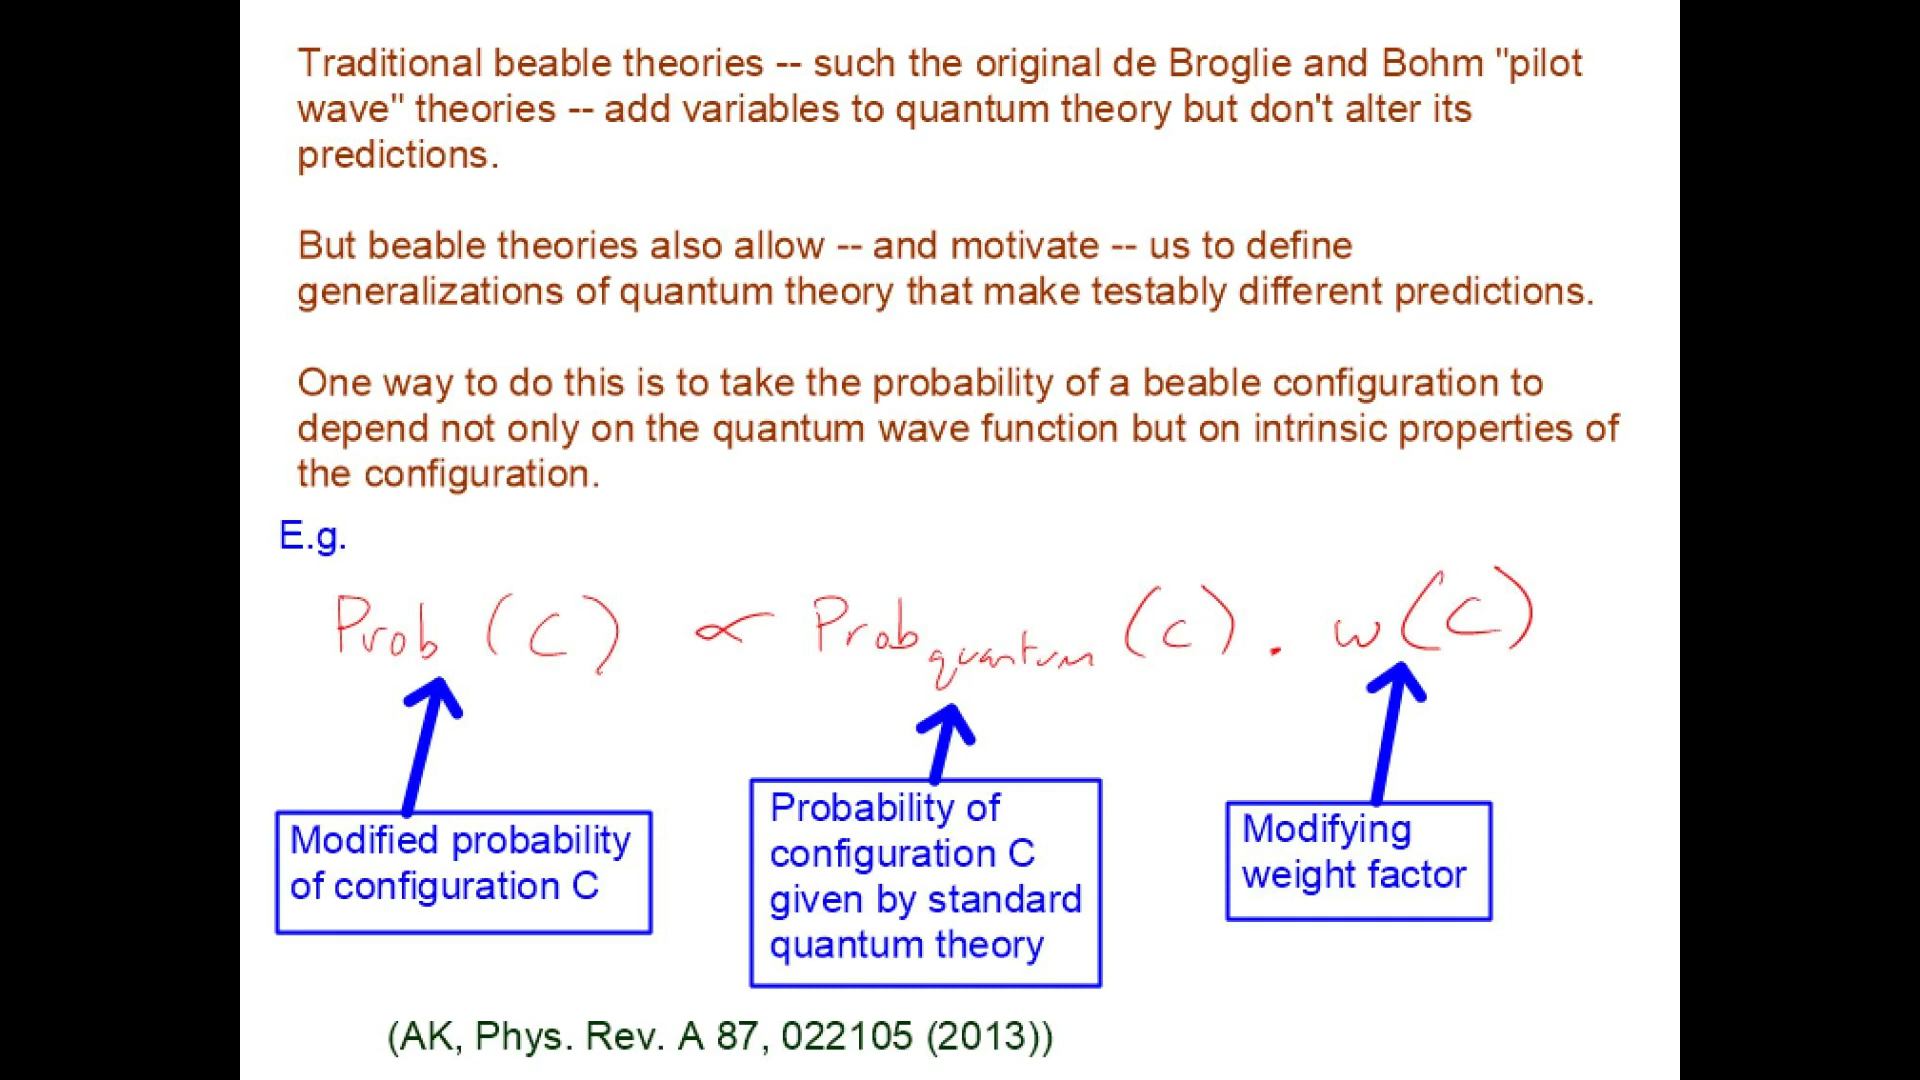 Traditional beable theories -- such the original de Broglie and Bohm "pilot
wave" theories -- add variables to quantum theory but don't alter its
predictions.
But beable theories also allow -- and motivate -- us to define
generalizations of quantum theory that make testably different predictions.
One way to do this is to take the probability of a beable configuration to
depend not only on the quantum wave function but on intrinsic properties of
the configuration.
E.g.
Prob (C) ∝ Prob quantum (C) . w(C)
Modified probability
of configuration C
Probability of
configuration C
given by standard
quantum theory
Modifying
weight factor
(AK, Phys. Rev. A 87, 022105 (2013))